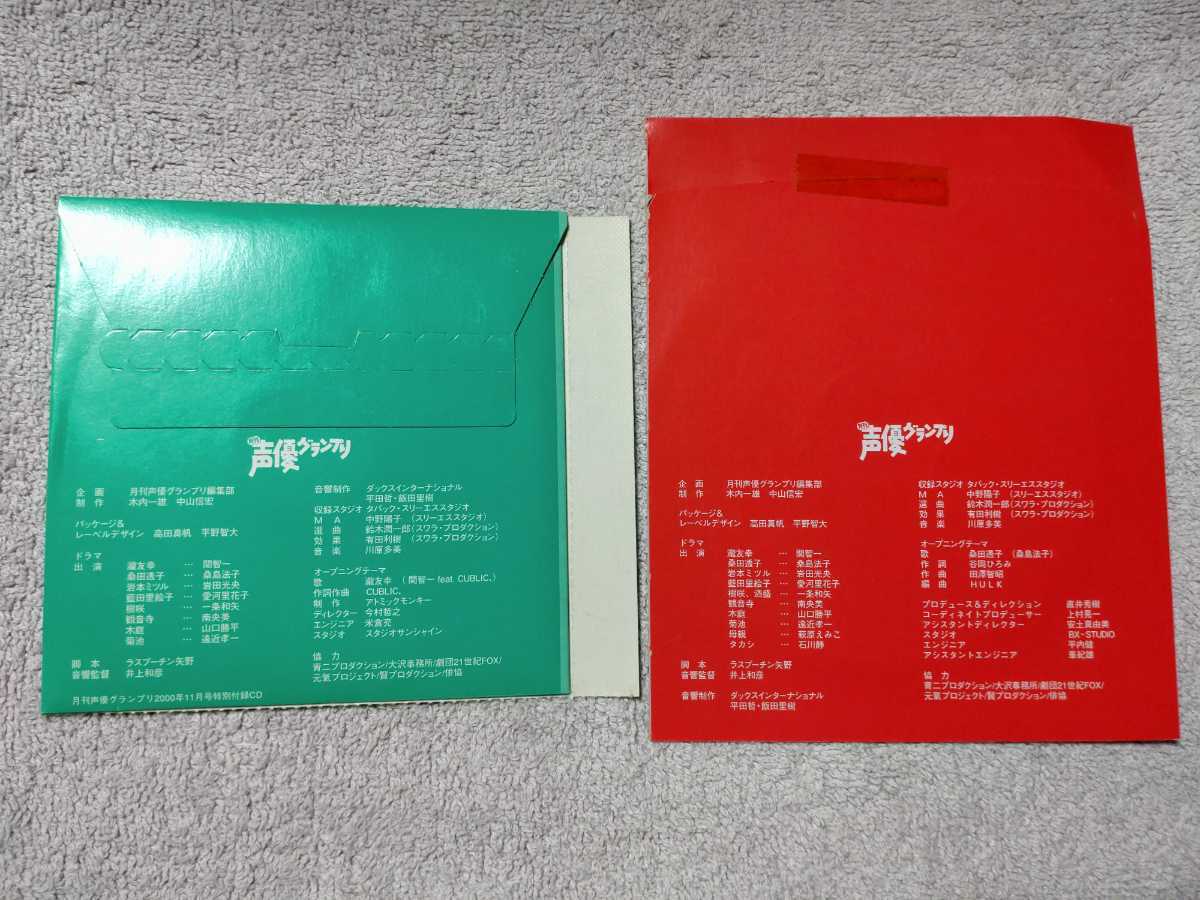 月刊 声優グランプリ
企　画　月刊声優グランプリ編集部
制　作　木内一雄　中山信宏
パッケージ&
レーベルデザイン　高田真帆　平野智大
ドラマ
出　演　瀧友幸　…　関智一
桑田透子　…　桑島法子
岩本ミツル　…　岩田光央
藍田里絵子　…　愛河里花子
樹咲　…　一条和矢
観音寺　…　南央美
木庭　…　山口勝平
菊池　…　遠近孝一
脚　本　ラスプーチン矢野
音響監督　井上和彦
月刊声優グランプリ2000年11月号特別付録CD
音響制作　ダックスインターナショナル
平田哲・飯田里樹
収録スタジオ タバック・スリーエススタジオ
Ｍ　Ａ　中野陽子　（スリーエススタジオ）
選　曲　鈴木潤一郎（スワラ・プロダクション）
効　果　有田利樹　（スワラ・プロダクション）
音　楽　川原多美
オープニングテーマ
歌　瀧友幸　（関智一 feat. CUBLIC.）
作詞作曲　CUBLIC.
制　作　アトミックモンキー
ディレクター　今村哲之
エンジニア　米倉亮
スタジオ　スタジオサンシャイン
協　力
青二プロダクション/大沢事務所/劇団21世紀FOX/
元氣プロジェクト/賢プロダクション/俳協
月刊 声優グランプリ
企　画　月刊声優グランプリ編集部
制　作　木内一雄　中山信宏
パッケージ&
レーベルデザイン　高田真帆　平野智大
ドラマ
出　演　瀧友幸　…　関智一
桑田透子　…　桑島法子
岩本ミツル　…　岩田光央
藍田里絵子　…　愛河里花子
樹咲、酒盛　…　一条和矢
観音寺　…　南央美
木庭　…　山口勝平
菊池　…　遠近孝一
母親　…　萩原えみこ
タカシ　…　石川静
脚　本　ラスプーチン矢野
音響監督　井上和彦
音響制作　ダックスインターナショナル
平田哲・飯田里樹
収録スタジオ タバック・スリーエススタジオ
Ｍ　Ａ　中野陽子　（スリーエススタジオ）
選　曲　鈴木潤一郎　（スワラ・プロダクション）
効　果　有田利樹　（スワラ・プロダクション）
音　楽　川原多美
オープニングテーマ
歌　桑田透子　（桑島法子）
作　詞　谷岡ひろみ
作　曲　田澤智昭
編　曲　ＨＵＬＫ
プロデュース&ディレクション　直井秀樹
コーディネイトプロデューサー　上村晃一
アシスタントディレクター　安士真由美
スタジオ　BX-STUDIO
エンジニア　平内健
アシスタントエンジニア　亜紀雄
協　力
青二プロダクション/大沢事務所/劇団21世紀FOX/
元氣プロジェクト/賢プロダクション/俳協